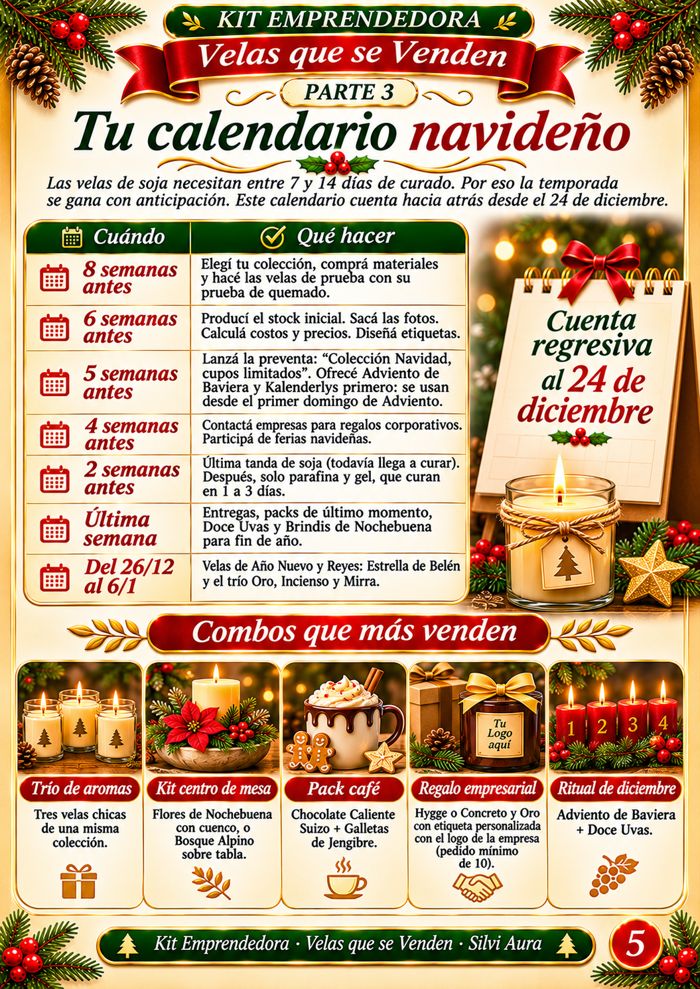 KIT EMPRENDEDORA
Velas que se Venden
PARTE 3
Tu calendario navideño
Las velas de soja necesitan entre 7 y 14 días de curado. Por eso la temporada
se gana con anticipación. Este calendario cuenta hacia atrás desde el 24 de diciembre.
Cuándo
Qué hacer
8 semanas
antes
Elegí tu colección, comprá materiales
y hacé las velas de prueba con su
prueba de quemado.
6 semanas
antes
Producí el stock inicial. Sacá las fotos.
Calculá costos y precios. Diseñá etiquetas.
5 semanas
antes
Lanzá la preventa: “Colección Navidad,
cupos limitados”. Ofrecé Adviento de
Baviera y Kalenderlys primero: se usan
desde el primer domingo de Adviento.
4 semanas
antes
Contactá empresas para regalos corporativos.
Participá de ferias navideñas.
2 semanas
antes
Última tanda de soja (todavía llega a curar).
Después, solo parafina y gel, que curan
en 1 a 3 días.
Última
semana
Entregas, packs de último momento,
Doce Uvas y Brindis de Nochebuena
para fin de año.
Del 26/12
al 6/1
Velas de Año Nuevo y Reyes: Estrella de Belén
y el trío Oro, Incienso y Mirra.
Cuenta
regresiva
al 24 de
diciembre
Combos que más venden
Trío de aromas
Tres velas chicas
de una misma
colección.
Kit centro de mesa
Flores de Nochebuena
con cuenco, o
Bosque Alpino
sobre tabla.
Pack café
Chocolate Caliente
Suizo + Galletas
de Jengibre.
Tu
Logo
aquí
Regalo empresarial
Hygge o Concreto y Oro
con etiqueta personalizada
con el logo de la empresa
(pedido mínimo
de 10).
1 2 3 4
Ritual de diciembre
Adviento de Baviera
+ Doce Uvas.
Kit Emprendedora · Velas que se Venden · Silvi Aura
5